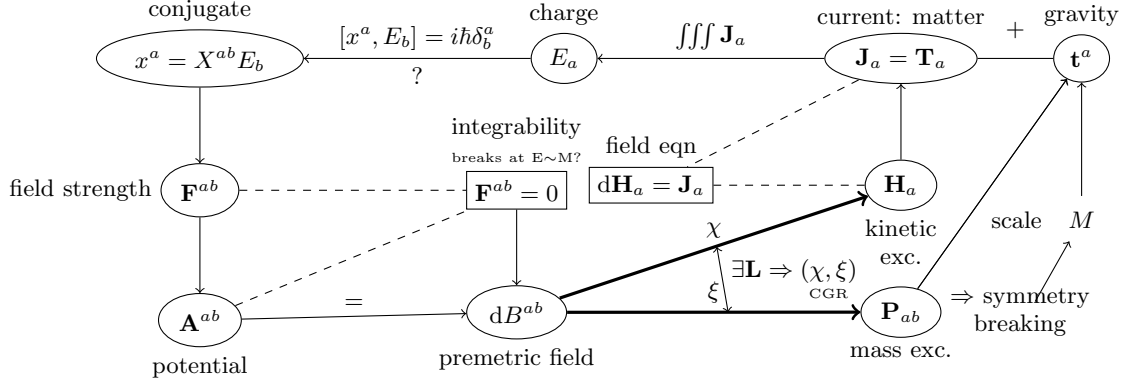 conjugate
charge
current: matter + gravity
x^a = X^{ab}E_b
[x^a, E_b] = iħδ^a_b
?
E_a
∭ J_a
J_a = T_a
t^a
integrability
breaks at E∼M?
field eqn
field strength
F^{ab}
F^{ab} = 0
dH_a = J_a
H_a
kinetic
exc.
scale
M
χ
∃L ⇒ (χ, ξ)
CGR
ξ
⇒ symmetry
breaking
A^{ab}
=
dB^{ab}
P_{ab}
potential
premetric field
mass exc.